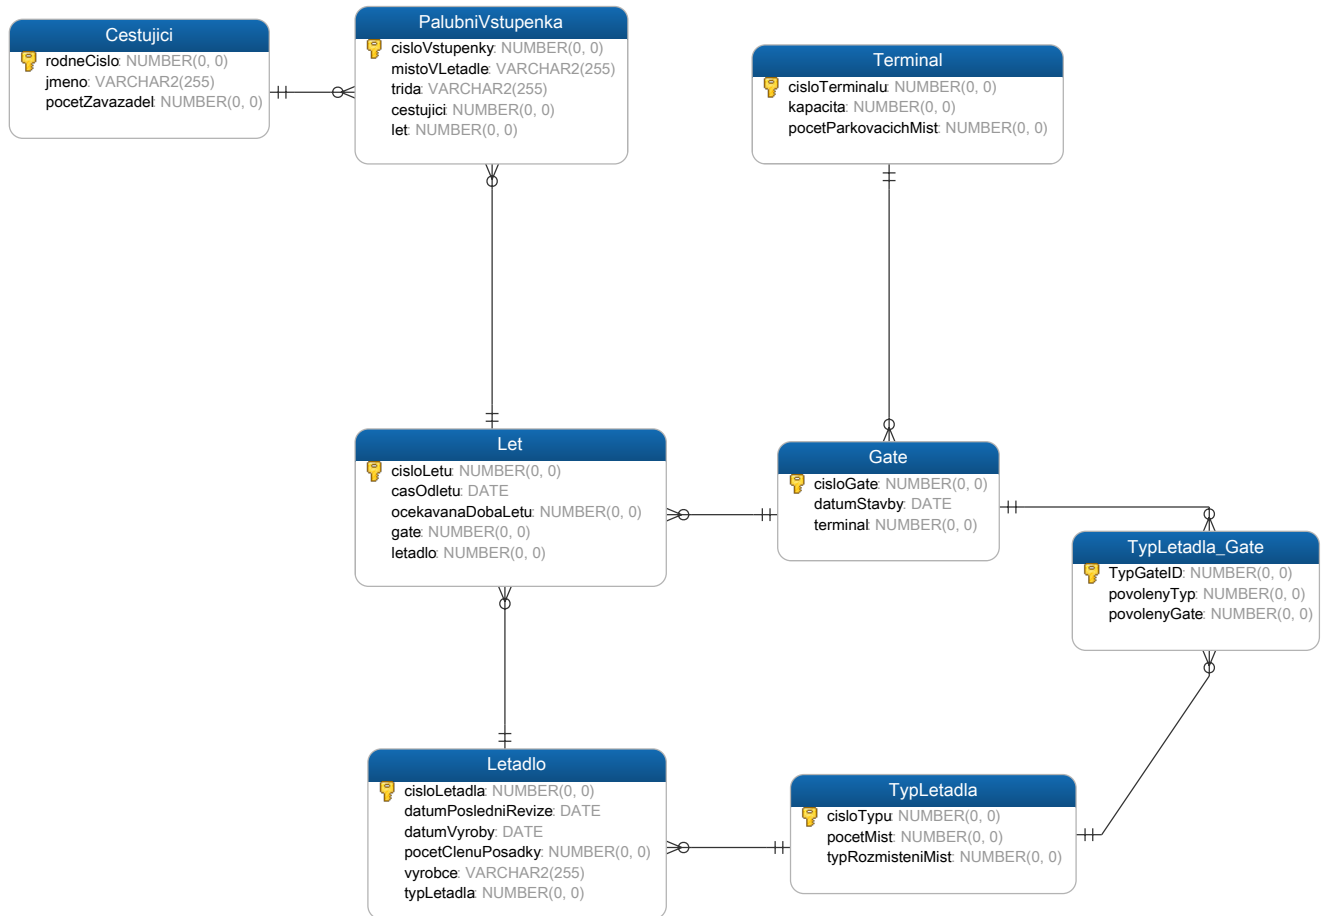 Cestujici
rodneCislo: NUMBER(0, 0)
jmeno: VARCHAR2(255)
pocetZavazadel: NUMBER(0, 0)
PalubniVstupenka
cisloVstupenky: NUMBER(0, 0)
mistoVLetadle: VARCHAR2(255)
trida: VARCHAR2(255)
cestujici: NUMBER(0, 0)
let: NUMBER(0, 0)
Terminal
cisloTerminalu: NUMBER(0, 0)
kapacita: NUMBER(0, 0)
pocetParkovacichMist: NUMBER(0, 0)
Let
cisloLetu: NUMBER(0, 0)
casOdletu: DATE
ocekavanaDobaLetu: NUMBER(0, 0)
gate: NUMBER(0, 0)
letadlo: NUMBER(0, 0)
Gate
cisloGate: NUMBER(0, 0)
datumStavby: DATE
terminal: NUMBER(0, 0)
TypLetadla_Gate
TypGateID: NUMBER(0, 0)
povolenyTyp: NUMBER(0, 0)
povolenyGate: NUMBER(0, 0)
Letadlo
cisloLetadla: NUMBER(0, 0)
datumPosledniRevize: DATE
datumVyroby: DATE
pocetClenuPosadky: NUMBER(0, 0)
vyrobce: VARCHAR2(255)
typLetadla: NUMBER(0, 0)
TypLetadla
cisloTypu: NUMBER(0, 0)
pocetMist: NUMBER(0, 0)
typRozmisteniMist: NUMBER(0, 0)